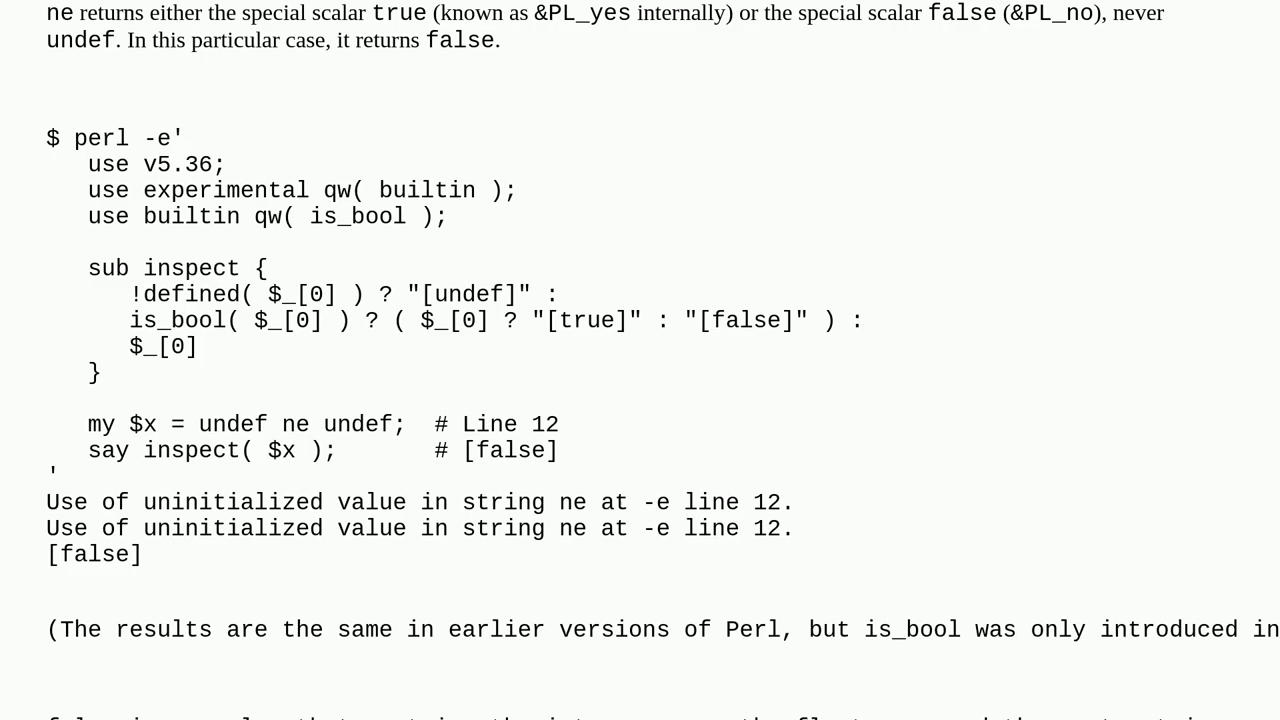 ne returns either the special scalar true (known as &PL_yes internally) or the special scalar false (&PL_no), never
undef. In this particular case, it returns false.
$ perl -e'
   use v5.36;
   use experimental qw( builtin );
   use builtin qw( is_bool );
   sub inspect {
      !defined( $_[0] ) ? "[undef]" :
      is_bool( $_[0] ) ? ( $_[0] ? "[true]" : "[false]" ) :
      $_[0]
   }
   my $x = undef ne undef;  # Line 12
   say inspect( $x );       # [false]
'
Use of uninitialized value in string ne at -e line 12.
Use of uninitialized value in string ne at -e line 12.
[false]
(The results are the same in earlier versions of Perl, but is_bool was only introduced in